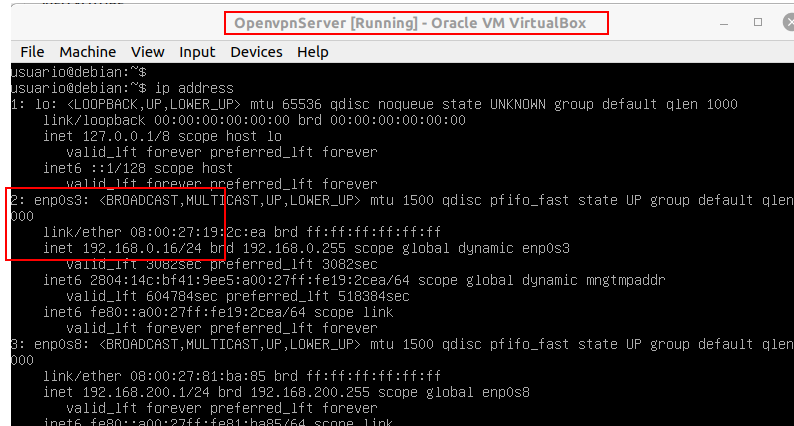 OpenvpnServer [Running] - Oracle VM VirtualBox
File Machine View Input Devices Help
usuario@debian:~$
usuario@debian:~$ ip address
1: lo: <LOOPBACK,UP,LOWER_UP> mtu 65536 qdisc noqueue state UNKNOWN group default qlen 1000
link/loopback 00:00:00:00:00:00 brd 00:00:00:00:00:00
inet 127.0.0.1/8 scope host lo
valid_lft forever preferred_lft forever
inet6 ::1/128 scope host
valid_lft forever preferred_lft forever
2: enp0s3: <BROADCAST,MULTICAST,UP,LOWER_UP> mtu 1500 qdisc pfifo_fast state UP group default qlen
000
link/ether 08:00:27:19:2c:ea brd ff:ff:ff:ff:ff:ff
inet 192.168.0.16/24 brd 192.168.0.255 scope global dynamic enp0s3
valid_lft 3082sec preferred_lft 3082sec
inet6 2804:14c:bf41:9ee5:a00:27ff:fe19:2cea/64 scope global dynamic mngtmpaddr
valid_lft 604784sec preferred_lft 518384sec
inet6 fe80::a00:27ff:fe19:2cea/64 scope link
valid_lft forever preferred_lft forever
3: enp0s8: <BROADCAST,MULTICAST,UP,LOWER_UP> mtu 1500 qdisc pfifo_fast state UP group default qlen
000
link/ether 08:00:27:81:ba:85 brd ff:ff:ff:ff:ff:ff
inet 192.168.200.1/24 brd 192.168.200.255 scope global enp0s8
valid_lft forever preferred_lft forever
inet6 fe80::a00:27ff:fe81:ba85/64 scope link